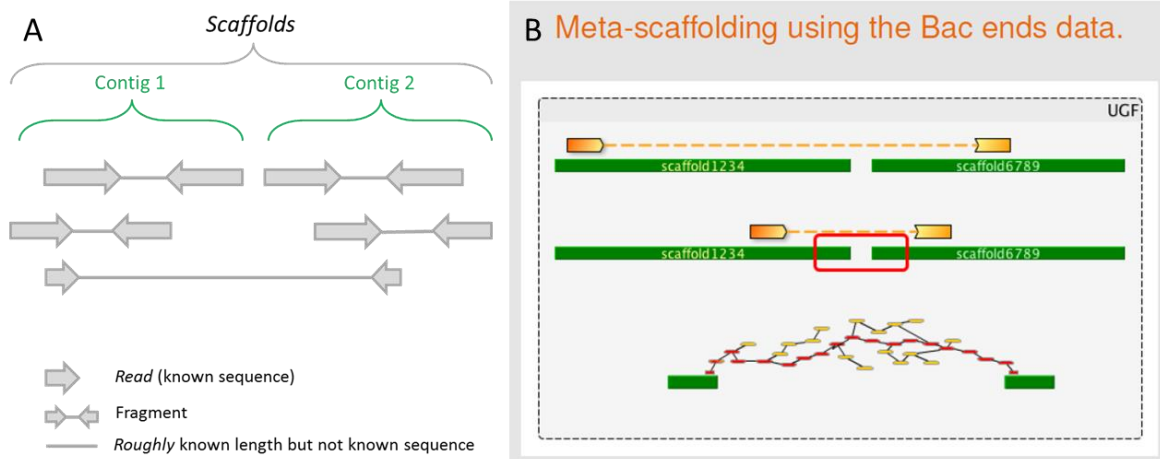 A
Scaffolds
Contig 1
Contig 2
Read (known sequence)
Fragment
Roughly known length but not known sequence
B Meta-scaffolding using the Bac ends data.
UGF
scaffold1234
scaffold6789
scaffold1234
scaffold6789